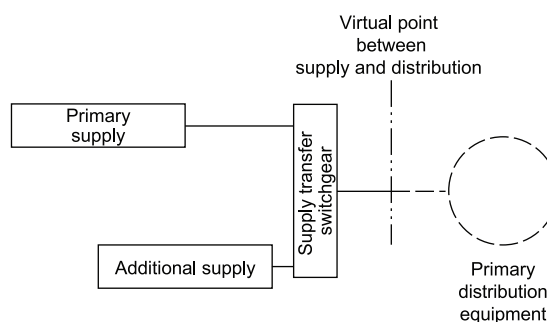 Virtual point
between
supply and distribution
Primary
supply
Supply transfer
switchgear
Additional supply
Primary
distribution
equipment